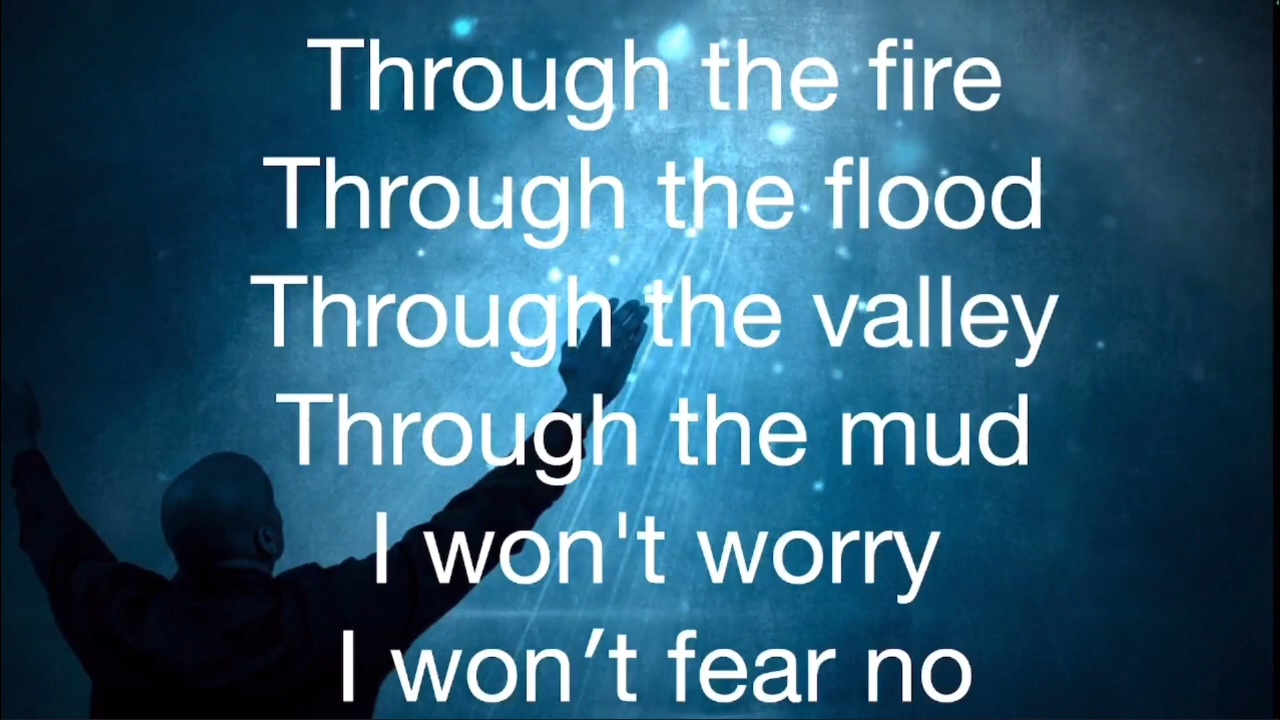 Through the fire
Through the flood
Through the valley
Through the mud
I won't worry
I won’t fear no